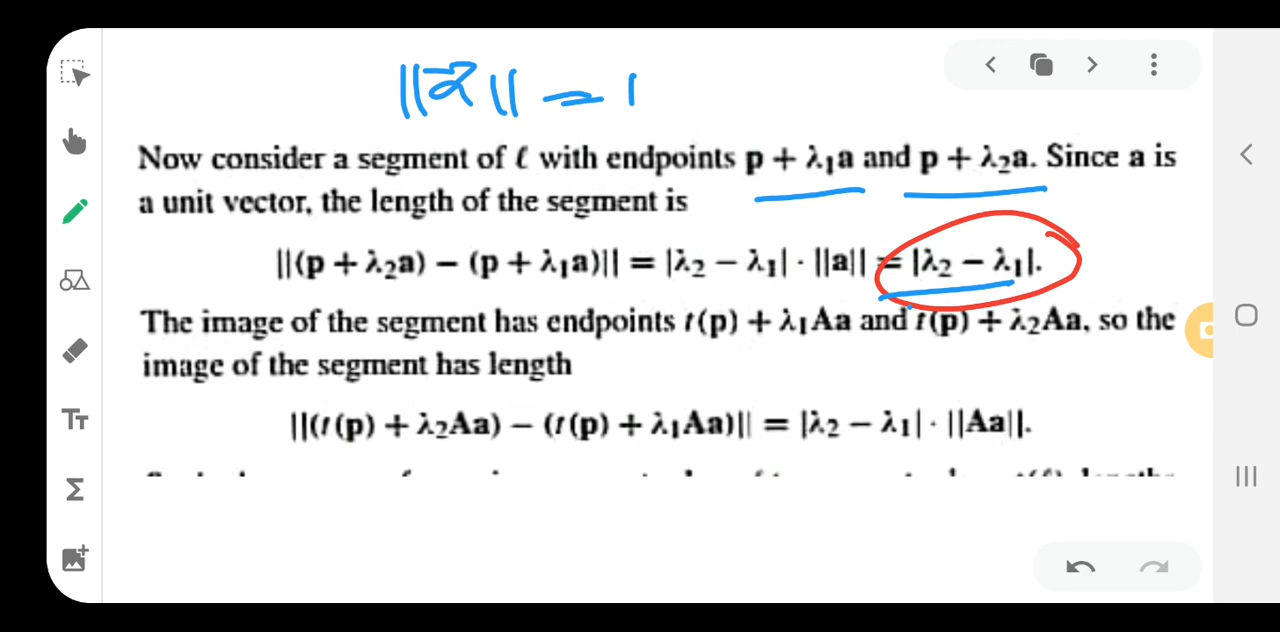 ||a⃗|| = 1
Now consider a segment of ℓ with endpoints p + λ₁a and p + λ₂a. Since a is
a unit vector, the length of the segment is
||(p + λ₂a) − (p + λ₁a)|| = |λ₂ − λ₁| · ||a|| = |λ₂ − λ₁|.
The image of the segment has endpoints t(p) + λ₁Aa and t(p) + λ₂Aa, so the
image of the segment has length
||(t(p) + λ₂Aa) − (t(p) + λ₁Aa)|| = |λ₂ − λ₁| · ||Aa||.
Tт
Σ